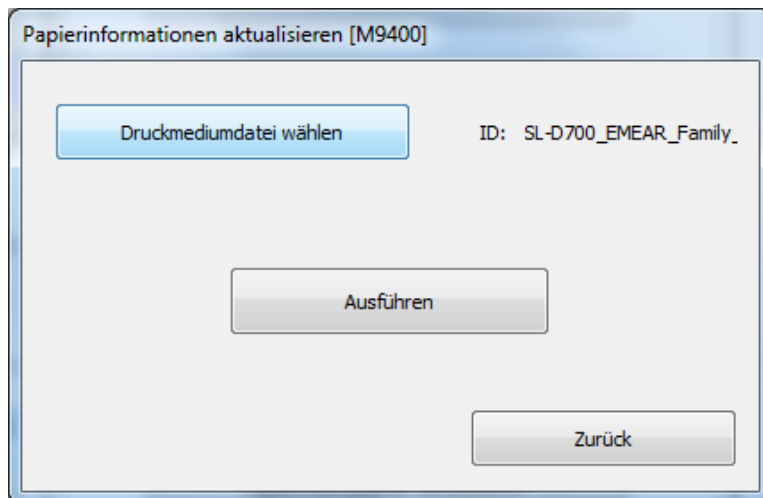 Papierinformationen aktualisieren [M9400]
Druckmediumdatei wählen ID: SL-D700_EMEAR_Family_
Ausführen
Zurück